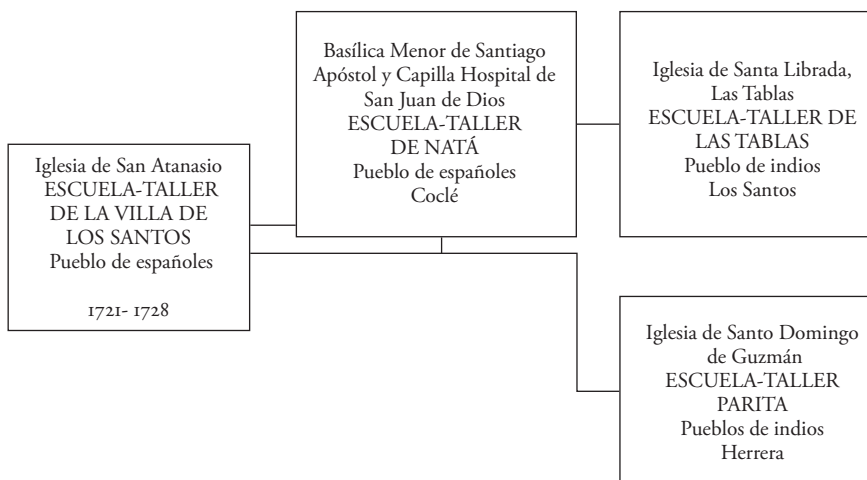 Iglesia de San Atanasio
ESCUELA-TALLER
DE LA VILLA DE
LOS SANTOS
Pueblo de españoles
1721- 1728
Basílica Menor de Santiago
Apóstol y Capilla Hospital de
San Juan de Dios
ESCUELA-TALLER
DE NATÁ
Pueblo de españoles
Coclé
Iglesia de Santa Librada,
Las Tablas
ESCUELA-TALLER DE
LAS TABLAS
Pueblo de indios
Los Santos
Iglesia de Santo Domingo
de Guzmán
ESCUELA-TALLER
PARITA
Pueblos de indios
Herrera